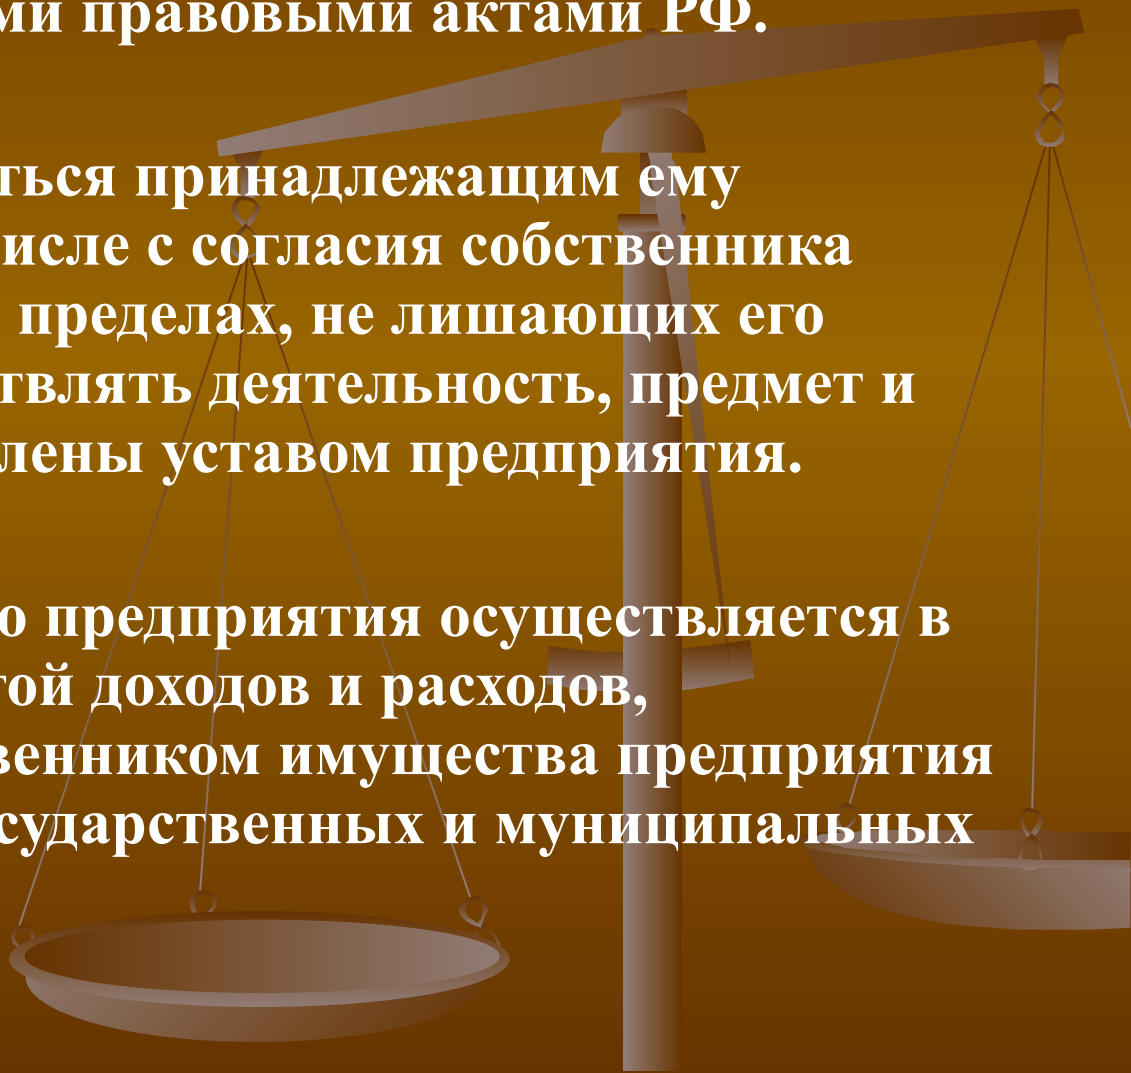 ми правовыми актами РФ.
ться принадлежащим ему
исле с согласия собственника
пределах, не лишающих его
твлять деятельность, предмет и
лены уставом предприятия.
о предприятия осуществляется в
той доходов и расходов,
венником имущества предприятия
сударственных и муниципальных